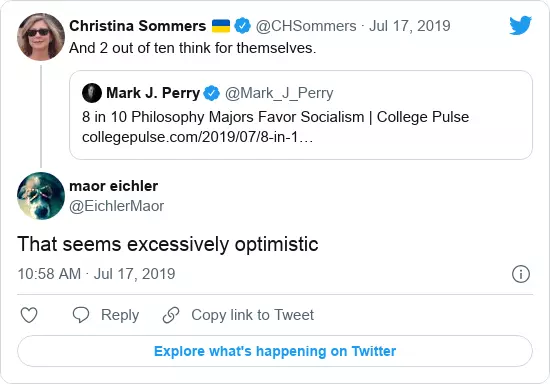 Christina Sommers 🇺🇦 @CHSommers · Jul 17, 2019
And 2 out of ten think for themselves.
Mark J. Perry @Mark_J_Perry
8 in 10 Philosophy Majors Favor Socialism | College Pulse
collegepulse.com/2019/07/8-in-1…
maor eichler
@EichlerMaor
That seems excessively optimistic
10:58 AM · Jul 17, 2019
Reply Copy link to Tweet
Explore what's happening on Twitter